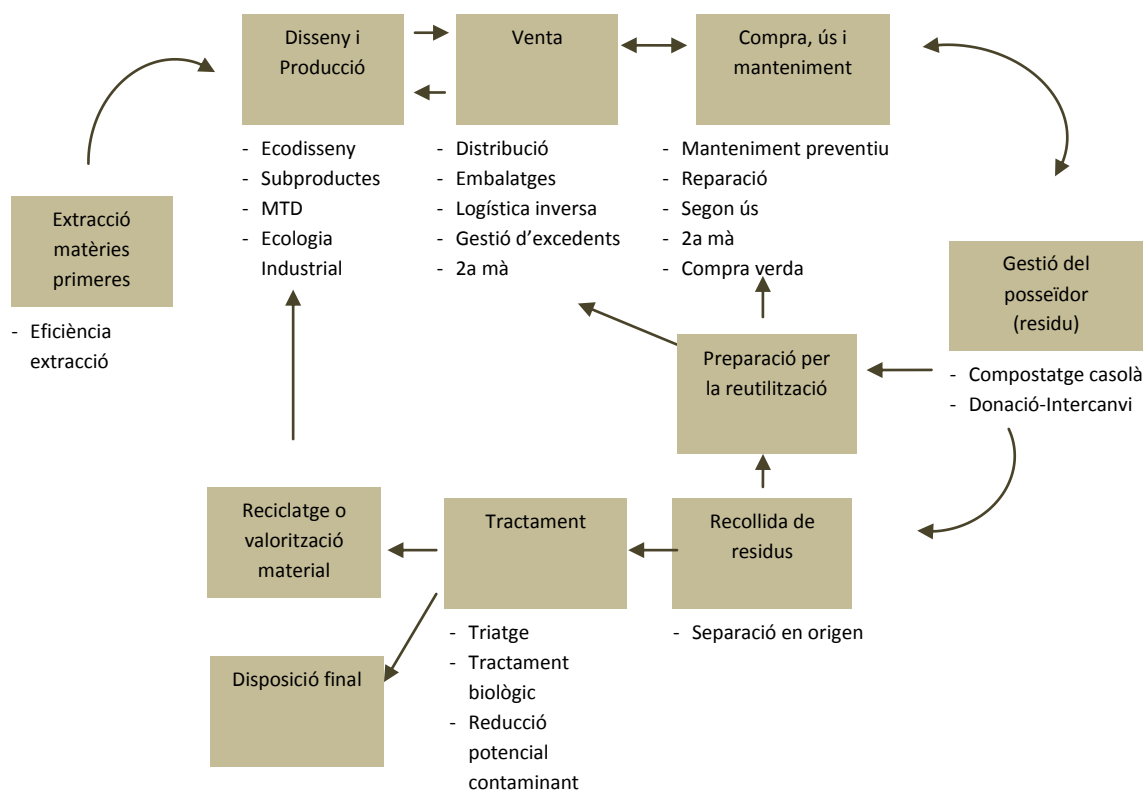 Disseny i
Producció
Venta
Compra, ús i
manteniment
- Ecodisseny
- Subproductes
- MTD
- Ecologia
Industrial
- Distribució
- Embalatges
- Logística inversa
- Gestió d’excedents
- 2a mà
- Manteniment preventiu
- Reparació
- Segon ús
- 2a mà
- Compra verda
Extracció
matèries
primeres
- Eficiència
extracció
Gestió del
posseïdor
(residu)
- Compostatge casolà
- Donació-Intercanvi
Preparació per
la reutilització
Reciclatge o
valorització
material
Tractament
Recollida de
residus
- Triatge
- Tractament
biològic
- Reducció
potencial
contaminant
- Separació en origen
Disposició final